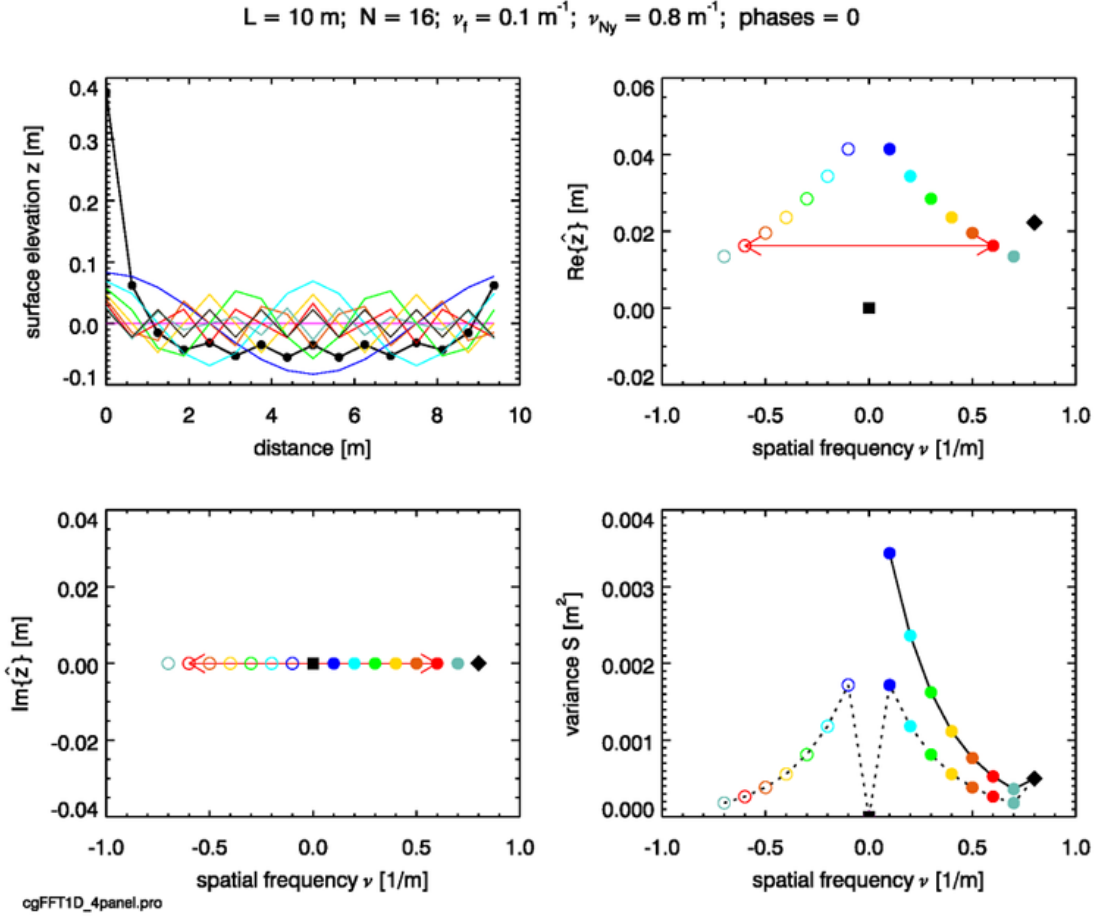 L = 10 m; N = 16; ν_f = 0.1 m⁻¹; ν_Ny = 0.8 m⁻¹; phases = 0
surface elevation z [m]
0.4
0.3
0.2
0.1
0.0
-0.1
0 2 4 6 8 10
distance [m]
Re{ẑ} [m]
0.06
0.04
0.02
0.00
-0.02
-1.0 -0.5 0.0 0.5 1.0
spatial frequency ν [1/m]
Im{ẑ} [m]
0.04
0.02
0.00
-0.02
-0.04
-1.0 -0.5 0.0 0.5 1.0
spatial frequency ν [1/m]
variance S [m²]
0.004
0.003
0.002
0.001
0.000
-1.0 -0.5 0.0 0.5 1.0
spatial frequency ν [1/m]
cgFFT1D_4panel.pro